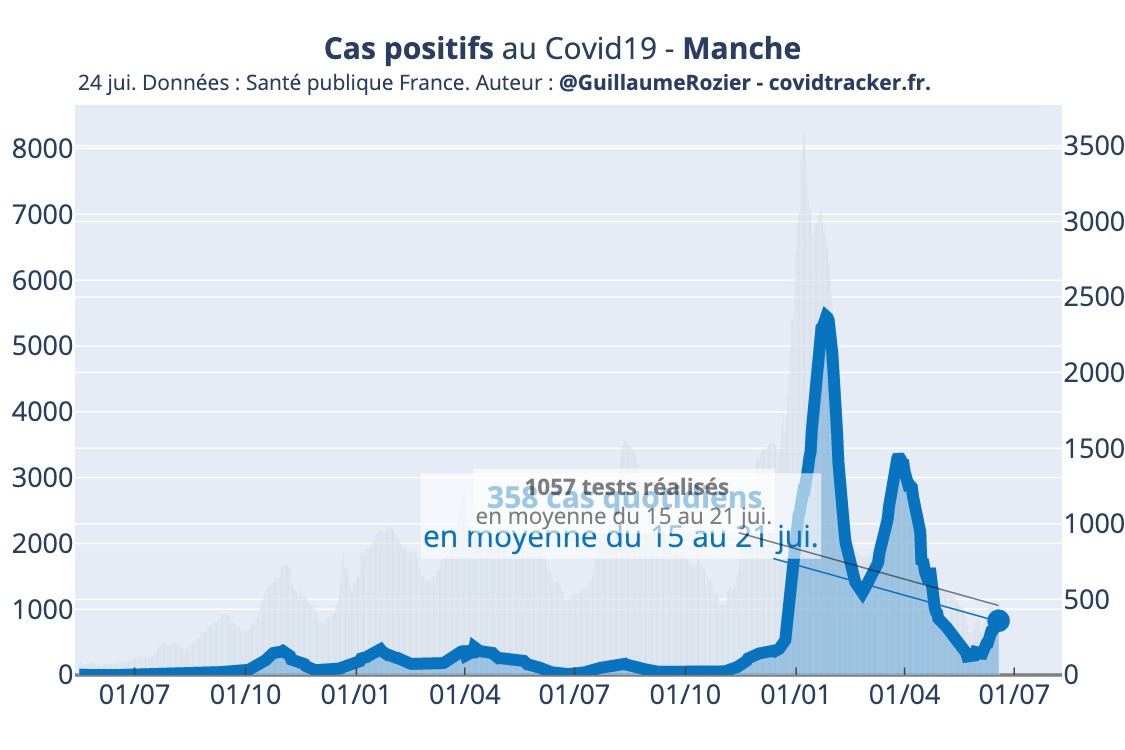 Cas positifs au Covid19 - Manche
24 jui. Données : Santé publique France. Auteur : @GuillaumeRozier - covidtracker.fr.
8000
7000
6000
5000
4000
3000
2000
1000
0
3500
3000
2500
2000
1500
1000
500
0
1057 tests réalisés
en moyenne du 15 au 21 jui.
358 cas quotidiens
en moyenne du 15 au 21 jui.
01/07 01/10 01/01 01/04 01/07 01/10 01/01 01/04 01/07